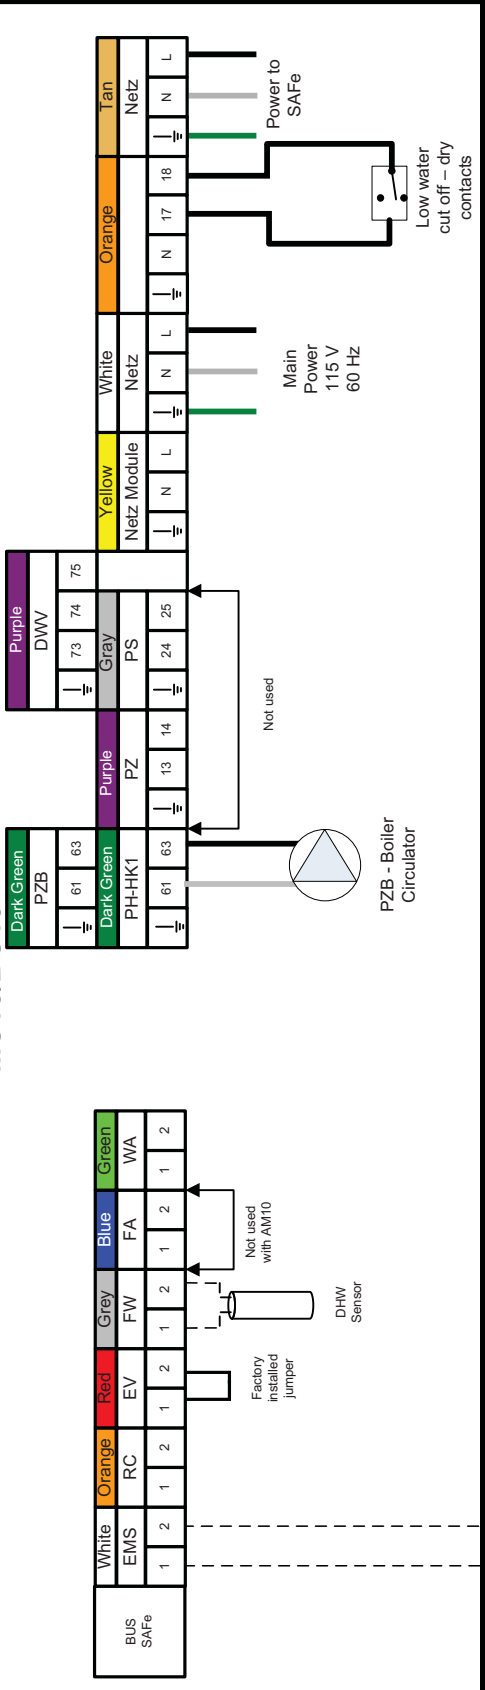 Dark Green Purple
PZB DWV
61 63 73 74 75
White Orange Red Grey Blue Green Dark Green Purple Gray Yellow White Orange Tan
BUS
SAFe
EMS RC EV FW FA WA PH-HK1 PZ PS Netz Module Netz Netz
1 2 1 2 1 2 1 2 1 2 1 2 61 63 13 14 24 25 N L N L N 17 18 N L
Factory
installed
jumper
DHW
Sensor
Not used
with AM10
PZB - Boiler
Circulator
Not used
Main
Power
115 V
60 Hz
Low water
cut off – dry
contacts
Power to
SAFe